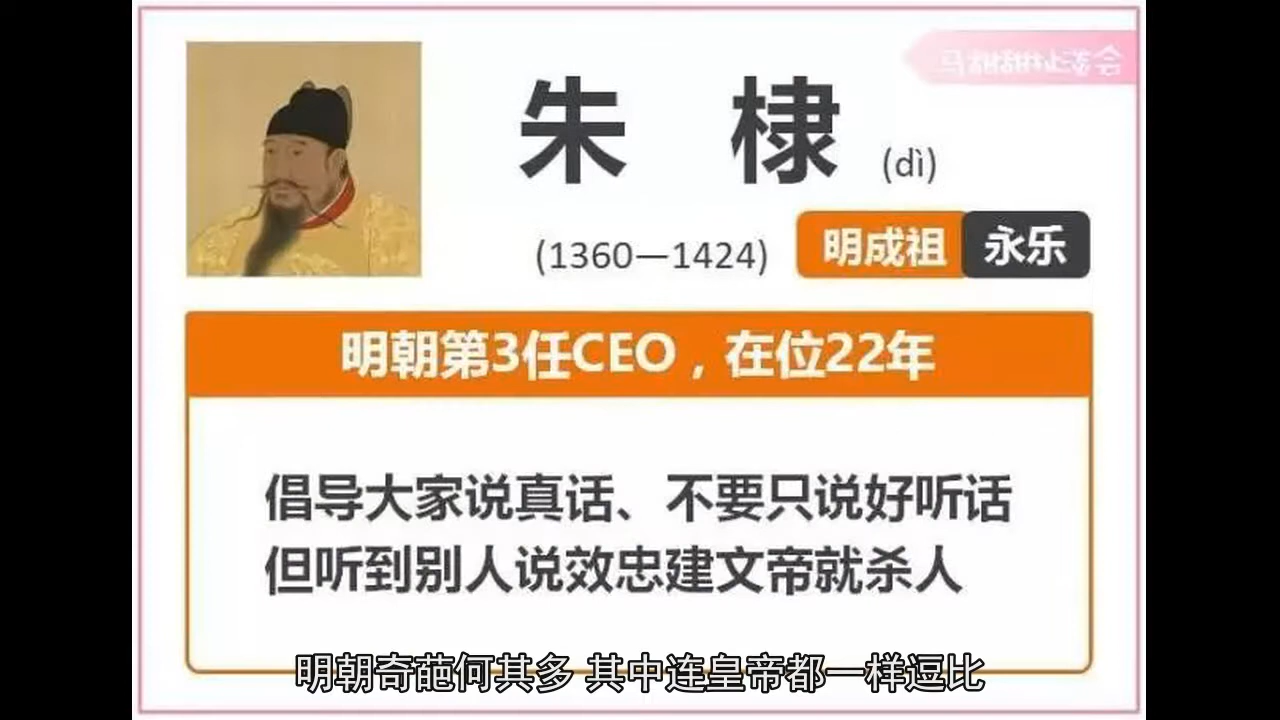 朱 棣 (dì)
(1360—1424) 明成祖 永乐
明朝第3任CEO，在位22年
倡导大家说真话、不要只说好听话
但听到别人说效忠建文帝就杀人
明朝奇葩何其多 其中连皇帝都一样逗比